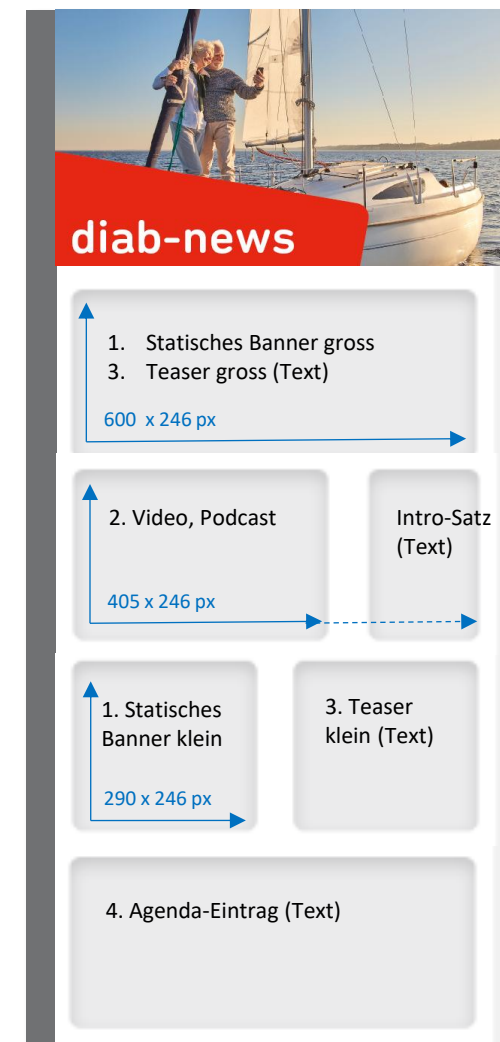 diab-news
1. Statisches Banner gross
3. Teaser gross (Text)
600 x 246 px
2. Video, Podcast
405 x 246 px
Intro-Satz
(Text)
1. Statisches
Banner klein
290 x 246 px
3. Teaser
klein (Text)
4. Agenda-Eintrag (Text)